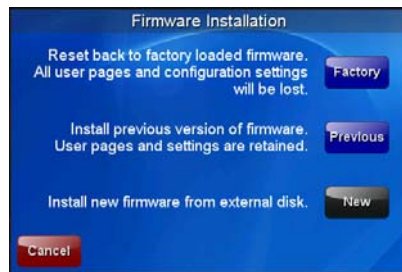 Firmware Installation
Reset back to factory loaded firmware.
All user pages and configuration settings
will be lost.
Factory
Install previous version of firmware.
User pages and settings are retained.
Previous
Install new firmware from external disk.
New
Cancel